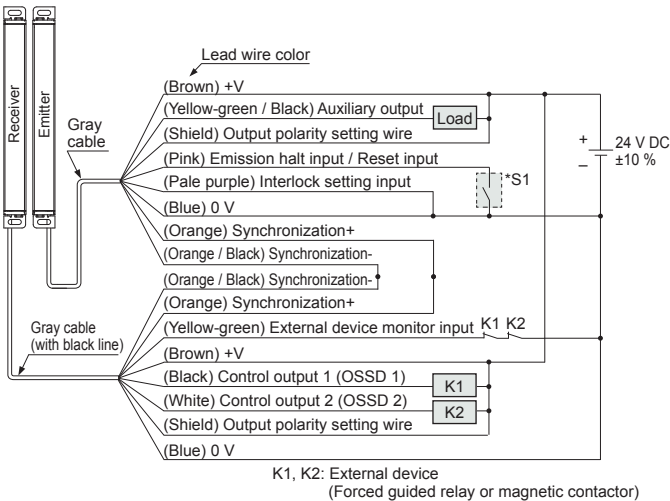 Lead wire color
Receiver
Emitter
Gray
cable
(Brown) +V
(Yellow-green / Black) Auxiliary output
Load
(Shield) Output polarity setting wire
(Pink) Emission halt input / Reset input
*S1
(Pale purple) Interlock setting input
(Blue) 0 V
+
–
24 V DC
±10 %
(Orange) Synchronization+
(Orange / Black) Synchronization-
(Orange / Black) Synchronization-
(Orange) Synchronization+
Gray cable
(with black line)
(Yellow-green) External device monitor input K1 K2
(Brown) +V
(Black) Control output 1 (OSSD 1)
K1
(White) Control output 2 (OSSD 2)
K2
(Shield) Output polarity setting wire
(Blue) 0 V
K1, K2: External device
(Forced guided relay or magnetic contactor)